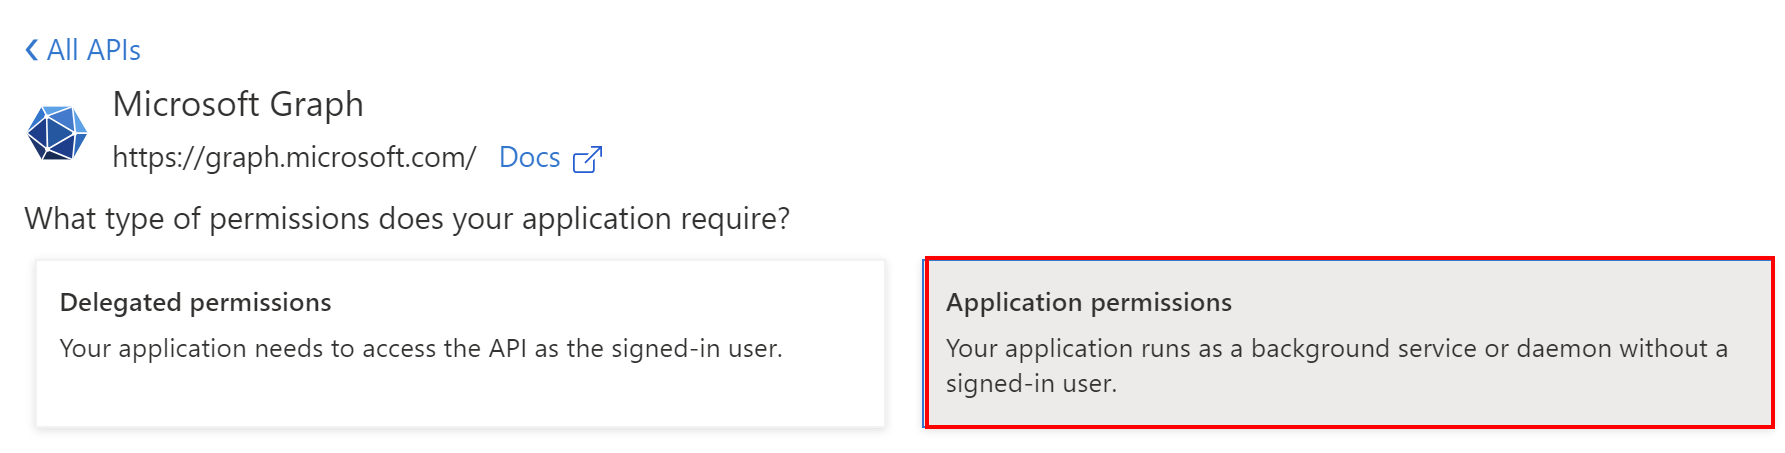 All APIs
Microsoft Graph
https://graph.microsoft.com/ Docs
What type of permissions does your application require?
Delegated permissions
Your application needs to access the API as the signed-in user.
Application permissions
Your application runs as a background service or daemon without a
signed-in user.